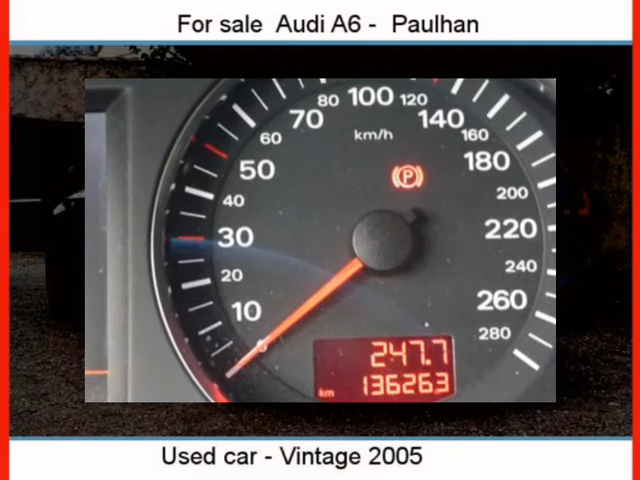 For sale Audi A6 - Paulhan
80 100 120
70 140
60 km/h 160
50 (P) 180
40 200
30 220
20 240
10 260
0 280
247.7
km 136263
Used car - Vintage 2005